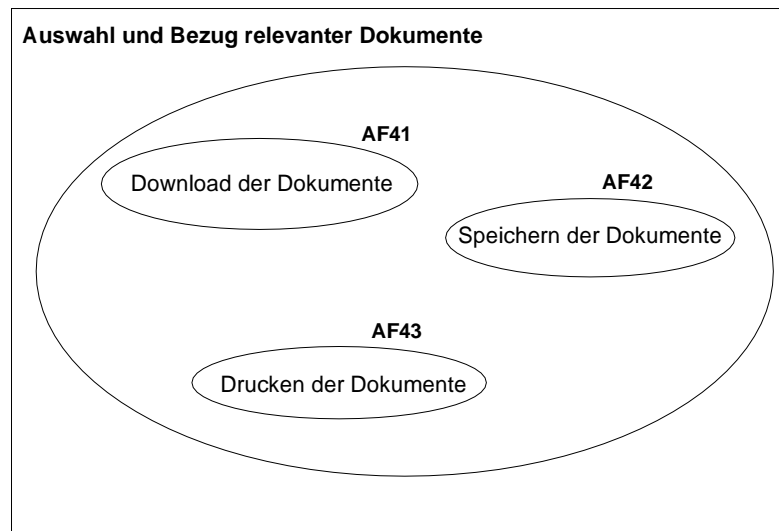 Auswahl und Bezug relevanter Dokumente
AF41
Download der Dokumente
AF42
Speichern der Dokumente
AF43
Drucken der Dokumente